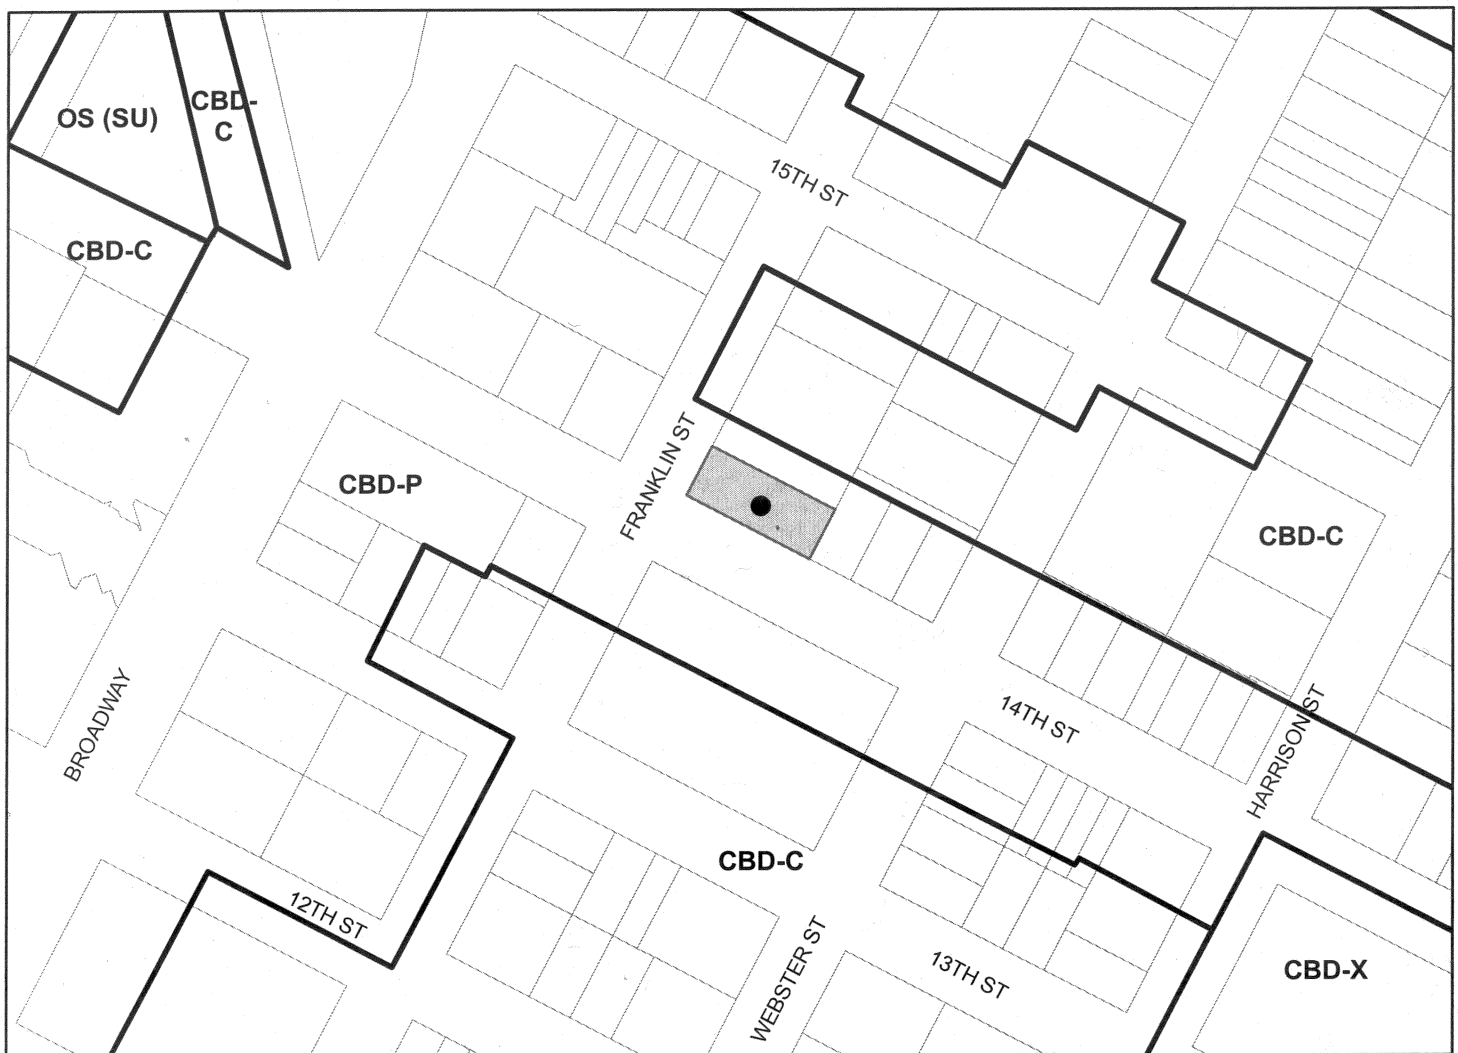 CBD-
C
OS (SU)
15TH ST
CBD-C
FRANKLIN ST
CBD-P
CBD-C
BROADWAY
14TH ST
HARRISON ST
CBD-C
12TH ST
WEBSTER ST
13TH ST
CBD-X